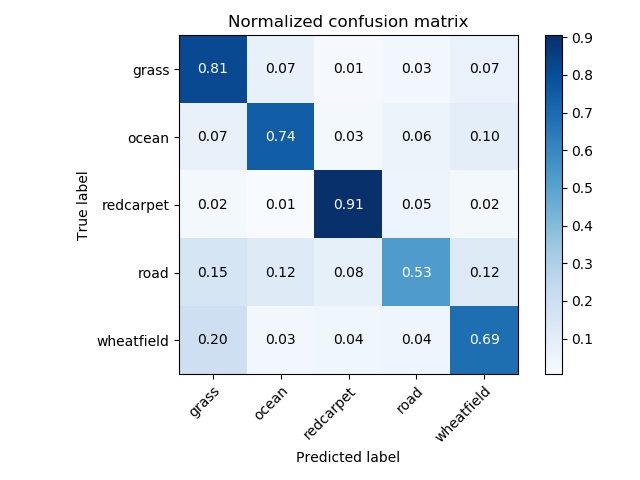 Normalized confusion matrix
grass 0.81 0.07 0.01 0.03 0.07
ocean 0.07 0.74 0.03 0.06 0.10
redcarpet 0.02 0.01 0.91 0.05 0.02
road 0.15 0.12 0.08 0.53 0.12
wheatfield 0.20 0.03 0.04 0.04 0.69
grass ocean redcarpet road wheatfield
True label
Predicted label
0.9
0.8
0.7
0.6
0.5
0.4
0.3
0.2
0.1